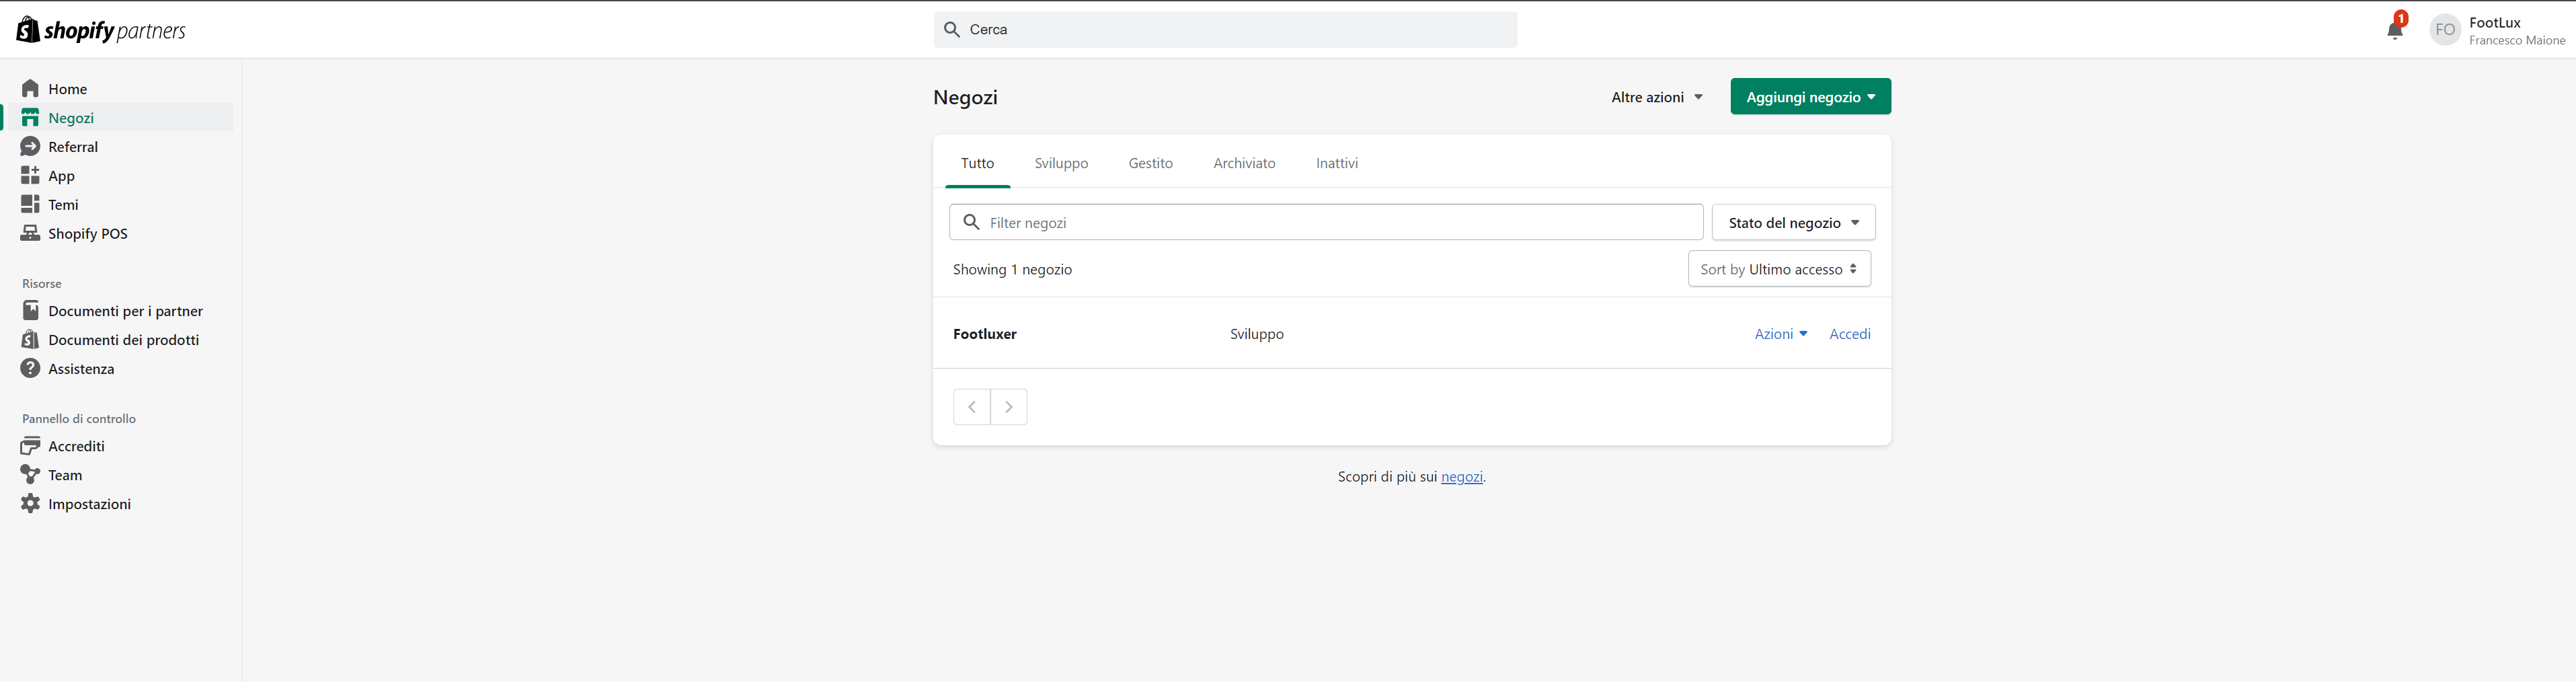 shopify partners
Cerca
1
FO
FootLux
Francesco Maione
Home
Negozi
Referral
App
Temi
Shopify POS
Risorse
Documenti per i partner
Documenti dei prodotti
Assistenza
Pannello di controllo
Accrediti
Team
Impostazioni
Negozi
Altre azioni
Aggiungi negozio
Tutto Sviluppo Gestito Archiviato Inattivi
Filter negozi
Stato del negozio
Showing 1 negozio
Sort by Ultimo accesso
Footluxer Sviluppo Azioni Accedi
Scopri di più sui negozi.